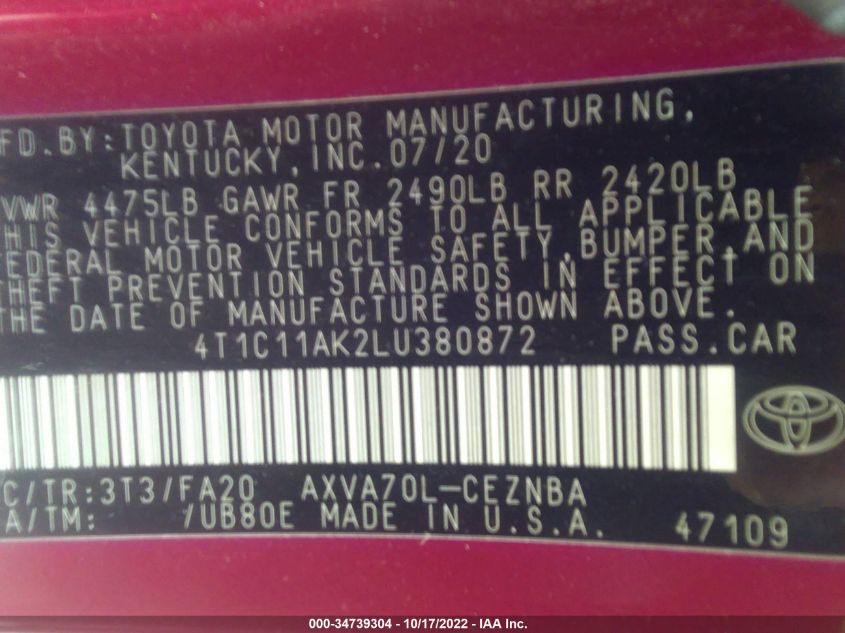 FD.BY:TOYOTA MOTOR MANUFACTURING,
KENTUCKY,INC.07/20
VWR 4475LB GAWR FR 2490LB RR 2420LB
HIS VEHICLE CONFORMS TO ALL APPLICABLE
EDERAL MOTOR VEHICLE SAFETY,BUMPER,AND
HEFT PREVENTION STANDARDS IN EFFECT ON
HE DATE OF MANUFACTURE SHOWN ABOVE.
4T1C11AK2LU380872 PASS.CAR
C/TR:3T3/FA20 AXVA70L-CEZNBA
A/TM: /UB80E MADE IN U.S.A. 47109
000-34739304 | 10/17/2022 - IAA Inc.